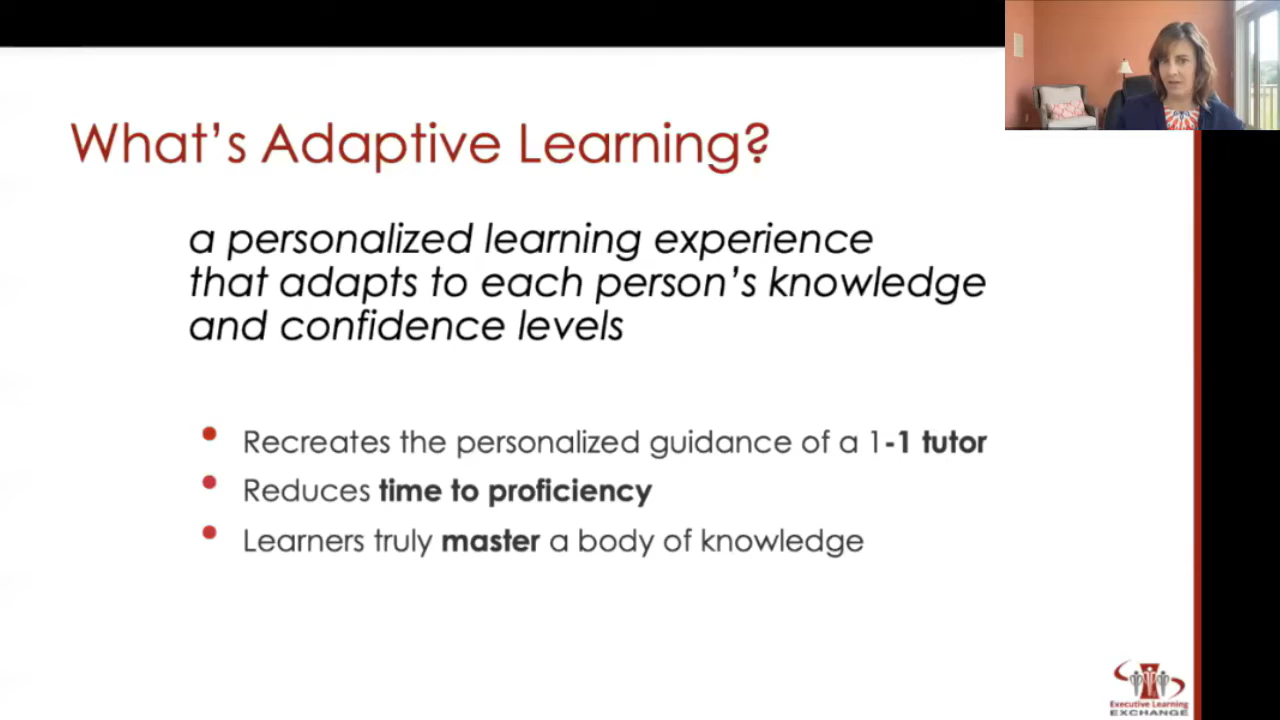 What's Adaptive Learning?
a personalized learning experience
that adapts to each person's knowledge
and confidence levels
• Recreates the personalized guidance of a 1-1 tutor
• Reduces time to proficiency
• Learners truly master a body of knowledge
Executive Learning
EXCHANGE